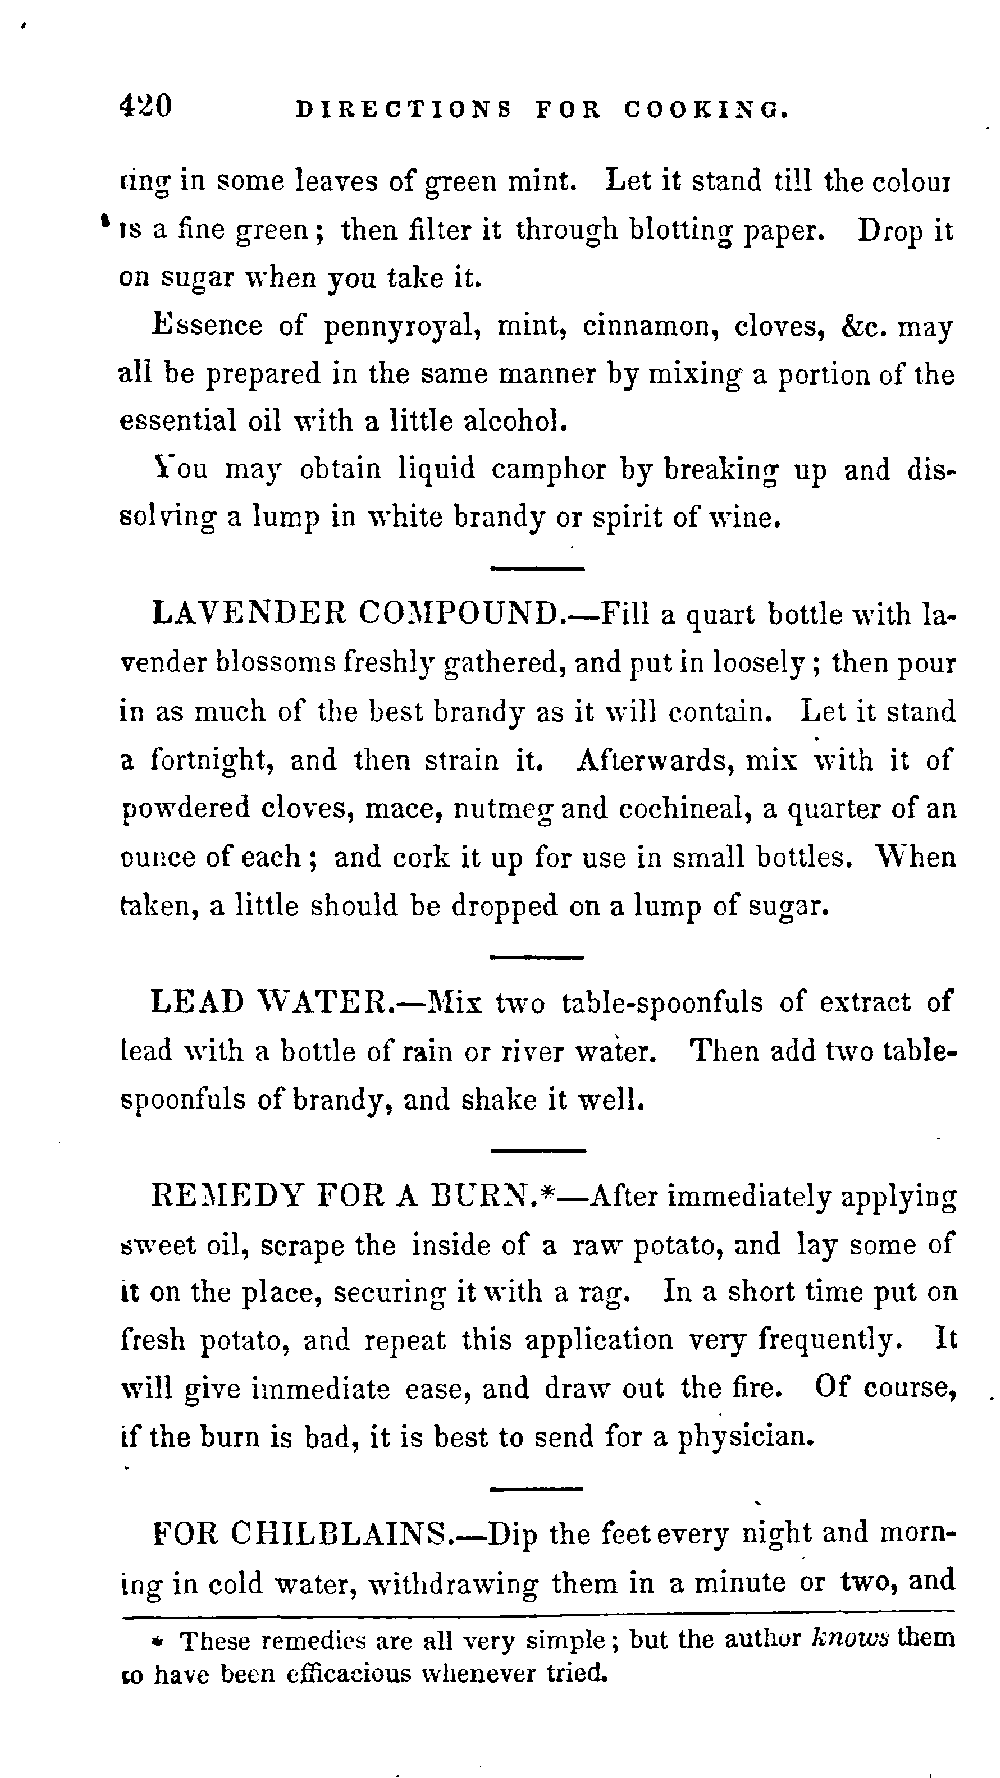 420 DIRECTIONS FOR COOKING.
ting in some leaves of green mint. Let it stand till the colour
is a fine green; then filter it through blotting paper. Drop it
on sugar when you take it.
Essence of pennyroyal, mint, cinnamon, cloves, &c. may
all be prepared in the same manner by mixing a portion of the
essential oil with a little alcohol.
You may obtain liquid camphor by breaking up and dis-
solving a lump in white brandy or spirit of wine.
LAVENDER COMPOUND.—Fill a quart bottle with la-
vender blossoms freshly gathered, and put in loosely; then pour
in as much of the best brandy as it will contain. Let it stand
a fortnight, and then strain it. Afterwards, mix with it of
powdered cloves, mace, nutmeg and cochineal, a quarter of an
ounce of each; and cork it up for use in small bottles. When
taken, a little should be dropped on a lump of sugar.
LEAD WATER.—Mix two table-spoonfuls of extract of
lead with a bottle of rain or river water. Then add two table-
spoonfuls of brandy, and shake it well.
REMEDY FOR A BURN.*—After immediately applying
sweet oil, scrape the inside of a raw potato, and lay some of
it on the place, securing it with a rag. In a short time put on
fresh potato, and repeat this application very frequently. It
will give immediate ease, and draw out the fire. Of course,
if the burn is bad, it is best to send for a physician.
FOR CHILBLAINS.—Dip the feet every night and morn-
ing in cold water, withdrawing them in a minute or two, and
* These remedies are all very simple; but the author knows them
to have been efficacious whenever tried.